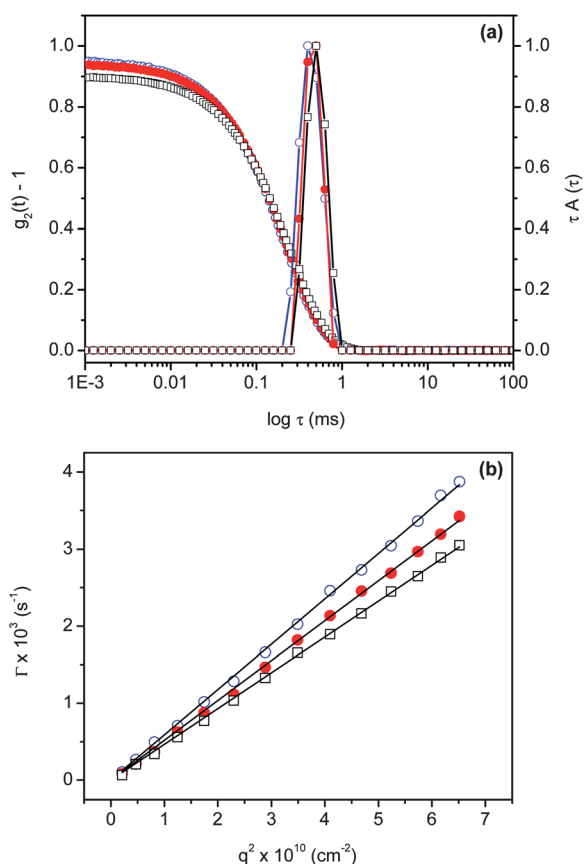 (a)
1.0
0.8
0.6
0.4
0.2
0.0
g₂(t) - 1
1.0
0.8
0.6
0.4
0.2
0.0
τ A (τ)
1E-3 0.01 0.1 1 10 100
log τ (ms)
(b)
4
3
2
1
0
Γ x 10³ (s⁻¹)
0 1 2 3 4 5 6 7
q² x 10¹⁰ (cm⁻²)